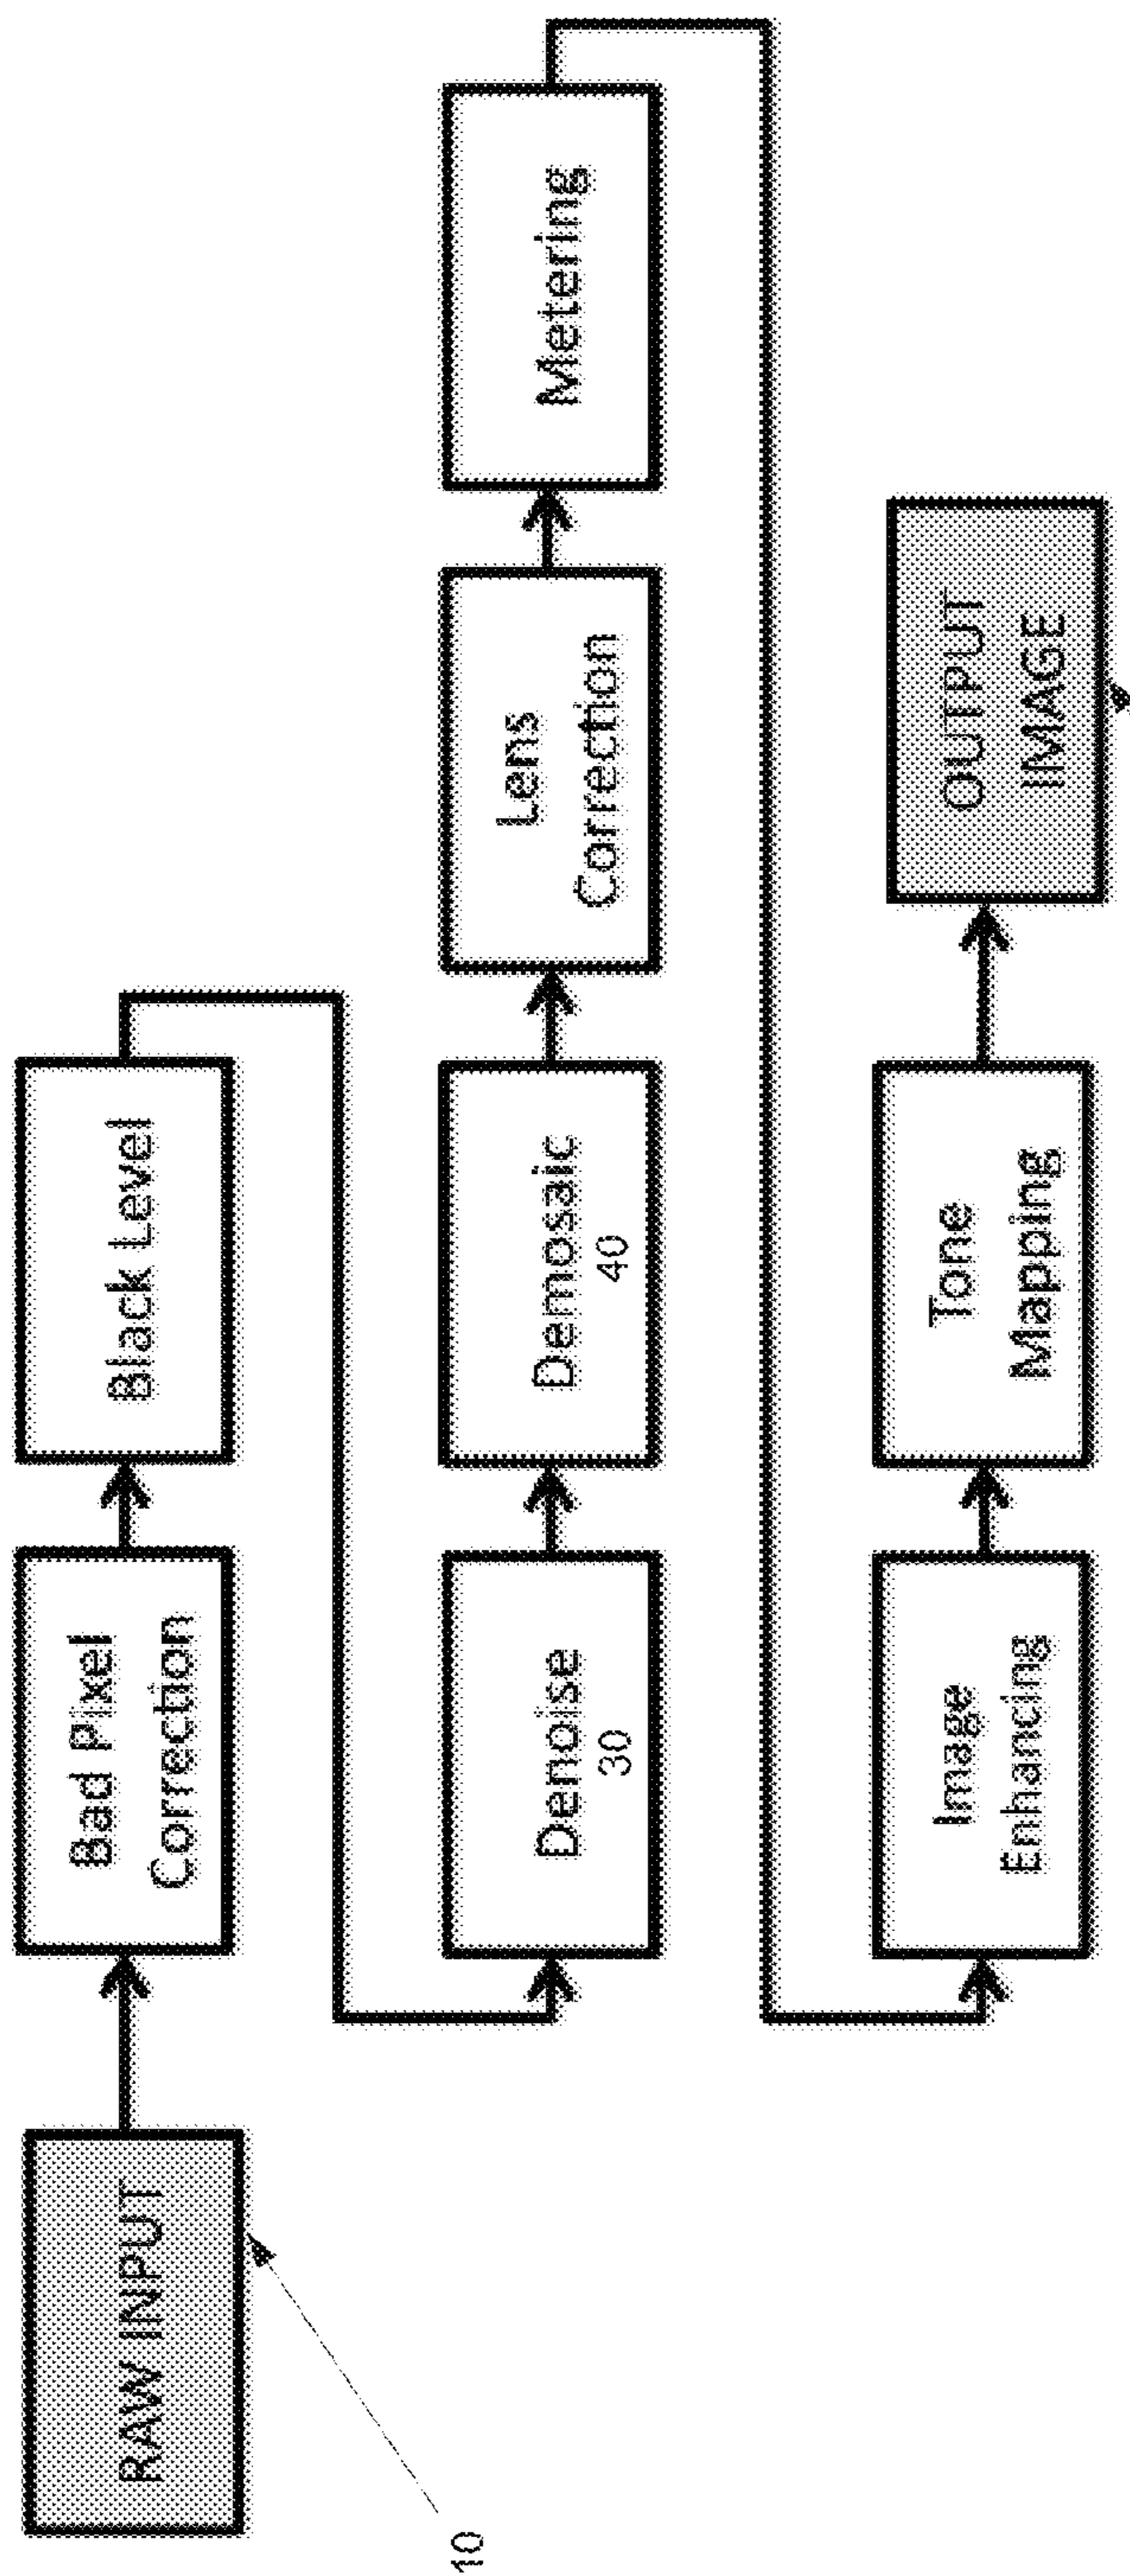 RAW INPUT
Bad Pixel
Correction
Black Level
10
Denoise
30
Demosaic
40
Lens
Correction
Metering
Image
Enhancing
Tone
Mapping
OUTPUT
IMAGE